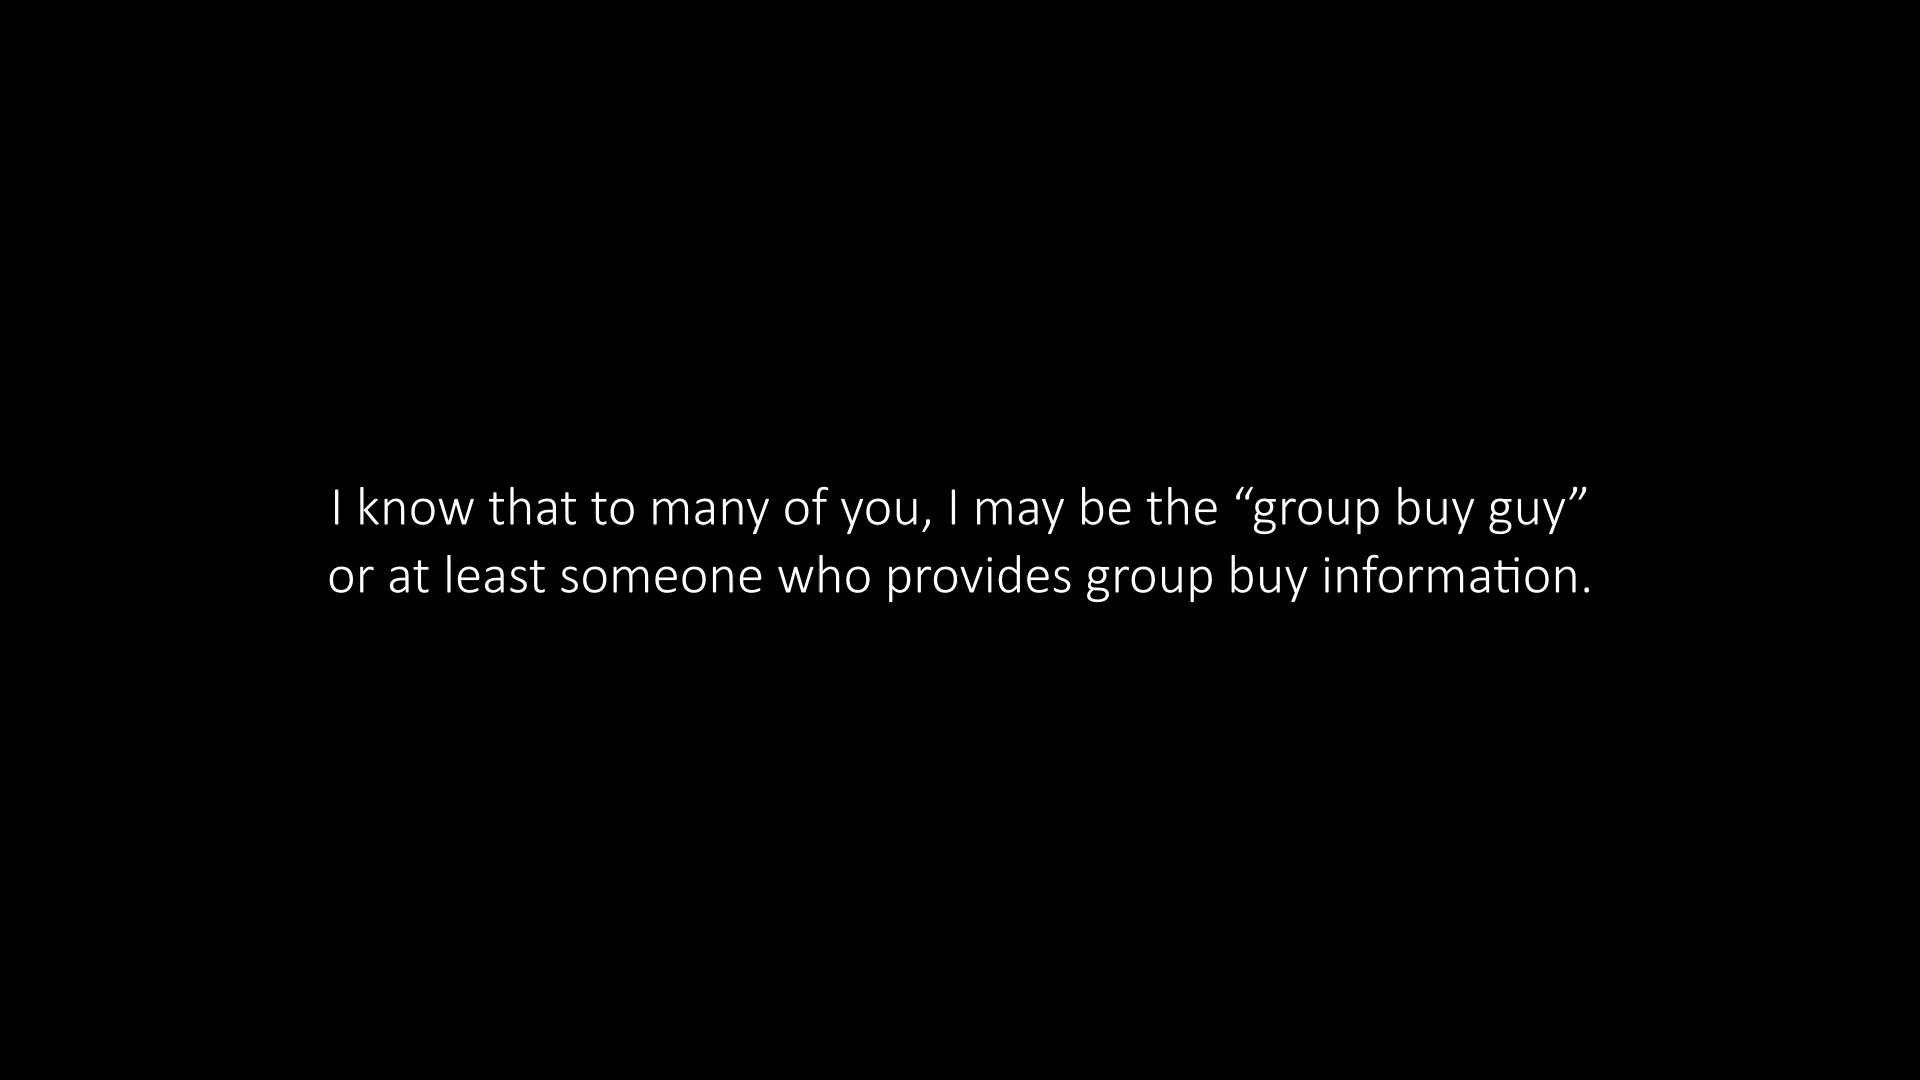 I know that to many of you, I may be the “group buy guy”
or at least someone who provides group buy information.